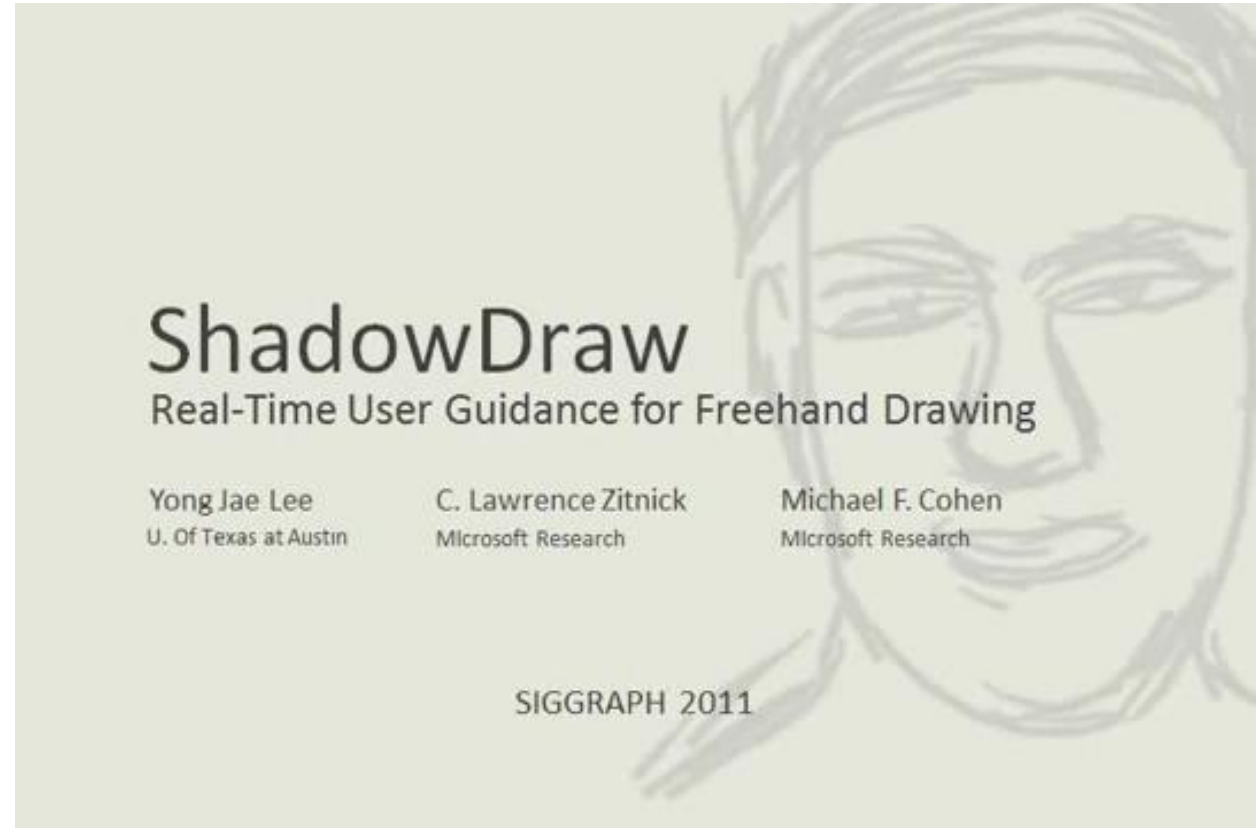 ShadowDraw
Real-Time User Guidance for Freehand Drawing
Yong Jae Lee C. Lawrence Zitnick Michael F. Cohen
U. Of Texas at Austin Microsoft Research Microsoft Research
SIGGRAPH 2011